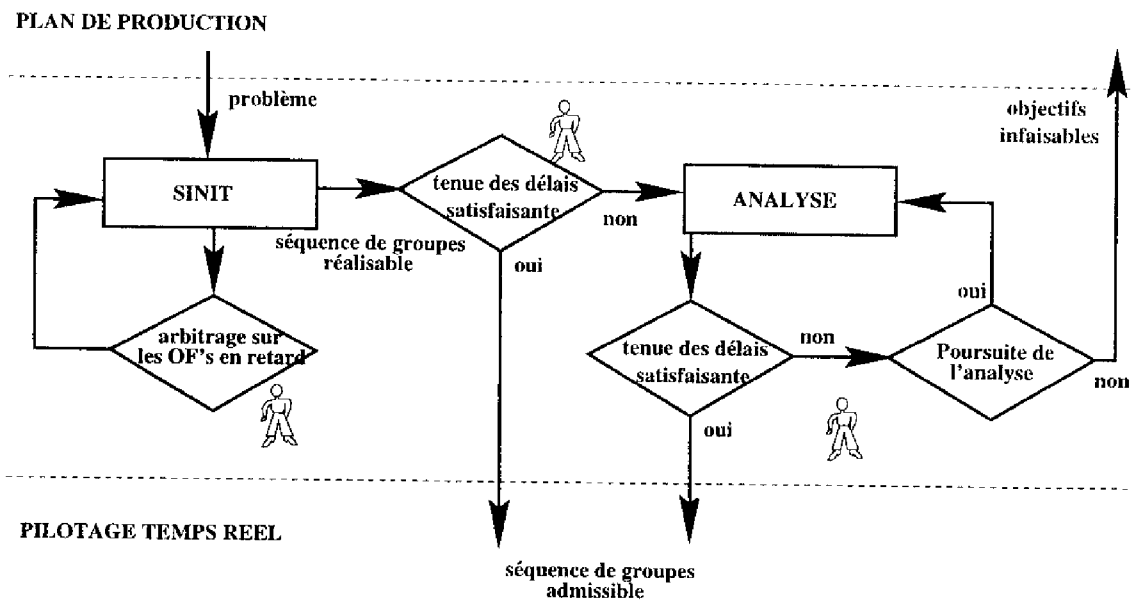 PLAN DE PRODUCTION
problème
objectifs
infaisables
SINIT
tenue des délais
satisfaisante
non
ANALYSE
séquence de groupes
réalisable
oui
oui
arbitrage sur
les OF's en retard
tenue des délais
satisfaisante
non
Poursuite de
l'analyse
non
oui
PILOTAGE TEMPS REEL
séquence de groupes
admissible